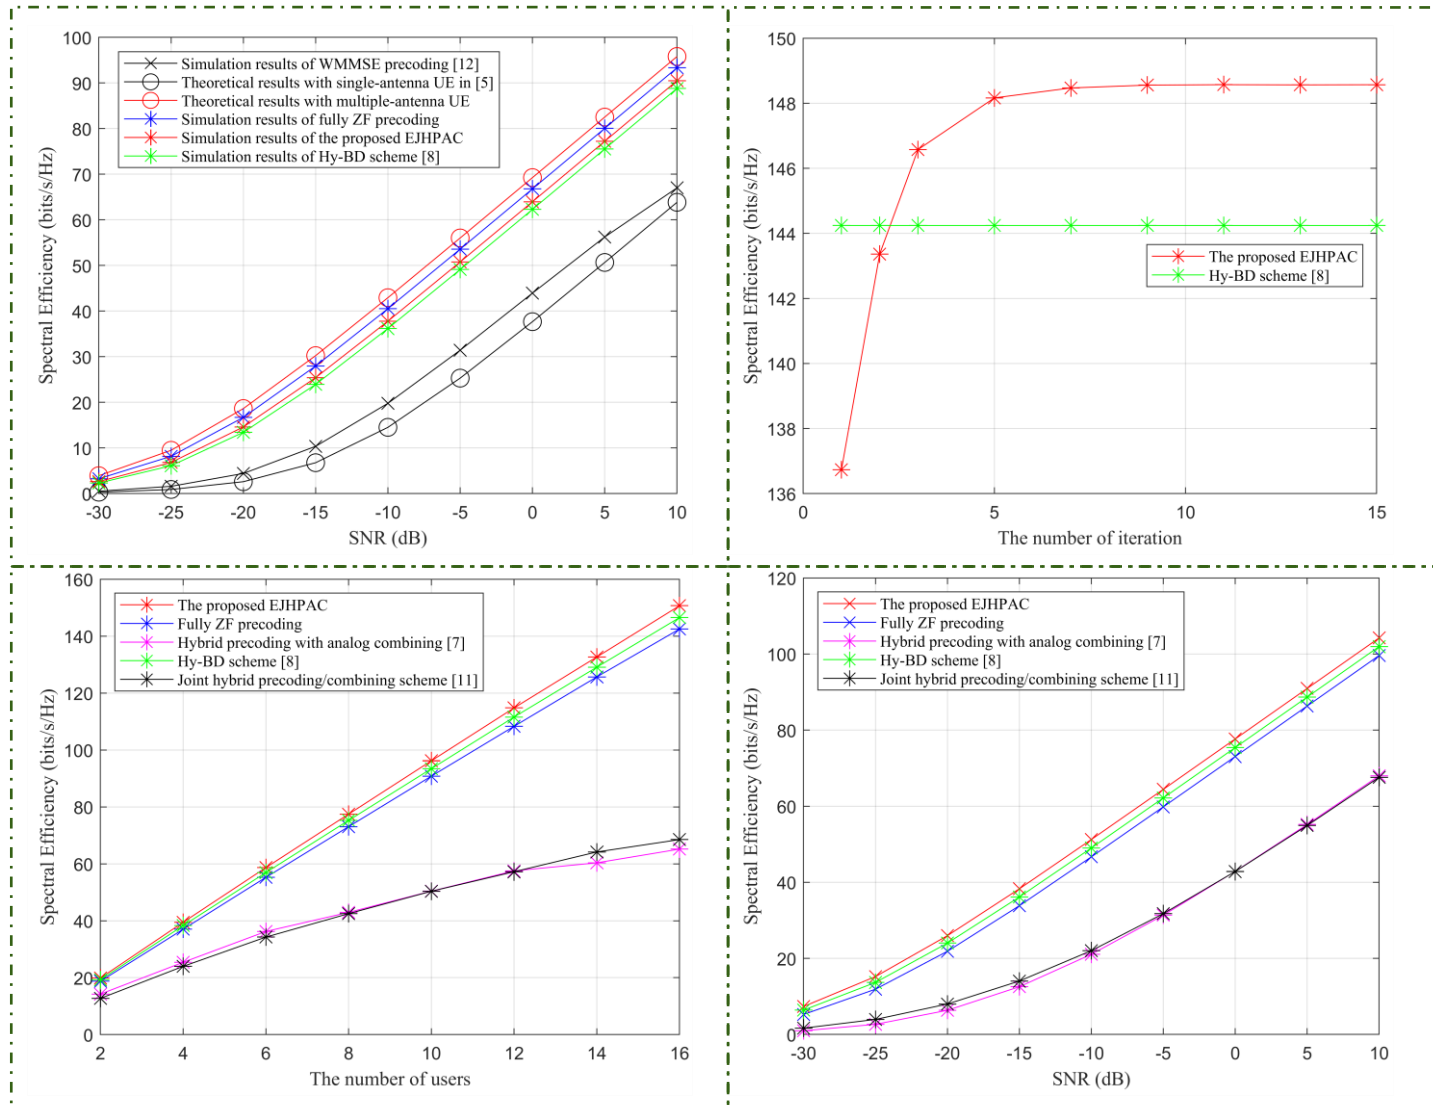 100
90
80
70
60
50
40
30
20
10
0
Spectral Efficiency (bits/s/Hz)
Simulation results of WMMSE precoding [12]
Theoretical results with single-antenna UE in [5]
Theoretical results with multiple-antenna UE
Simulation results of fully ZF precoding
Simulation results of the proposed EJHPAC
Simulation results of Hy-BD scheme [8]
-30 -25 -20 -15 -10 -5 0 5 10
SNR (dB)
150
148
146
144
142
140
138
136
Spectral Efficiency (bits/s/Hz)
The proposed EJHPAC
Hy-BD scheme [8]
0 5 10 15
The number of iteration
160
140
120
100
80
60
40
20
0
Spectral Efficiency (bits/s/Hz)
The proposed EJHPAC
Fully ZF precoding
Hybrid precoding with analog combining [7]
Hy-BD scheme [8]
Joint hybrid precoding/combining scheme [11]
2 4 6 8 10 12 14 16
The number of users
120
100
80
60
40
20
0
Spectral Efficiency (bits/s/Hz)
The proposed EJHPAC
Fully ZF precoding
Hybrid precoding with analog combining [7]
Hy-BD scheme [8]
Joint hybrid precoding/combining scheme [11]
-30 -25 -20 -15 -10 -5 0 5 10
SNR (dB)